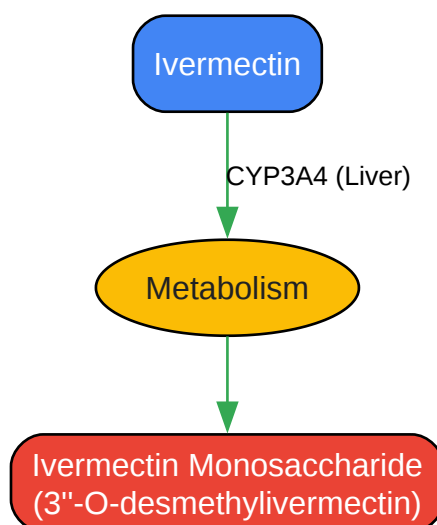 Ivermectin
CYP3A4 (Liver)
Metabolism
Ivermectin Monosaccharide
(3''-O-desmethylivermectin)